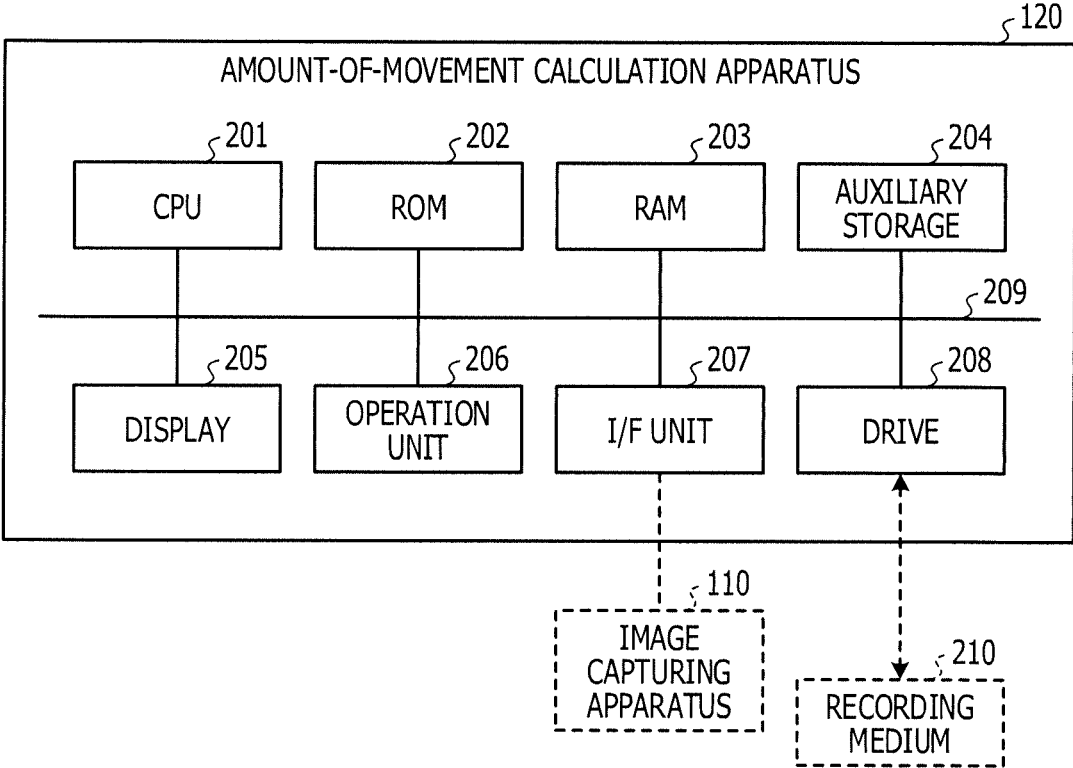 120
AMOUNT-OF-MOVEMENT CALCULATION APPARATUS
201
202
203
204
CPU
ROM
RAM
AUXILIARY
STORAGE
209
205
206
207
208
DISPLAY
OPERATION
UNIT
I/F UNIT
DRIVE
110
IMAGE
CAPTURING
APPARATUS
210
RECORDING
MEDIUM